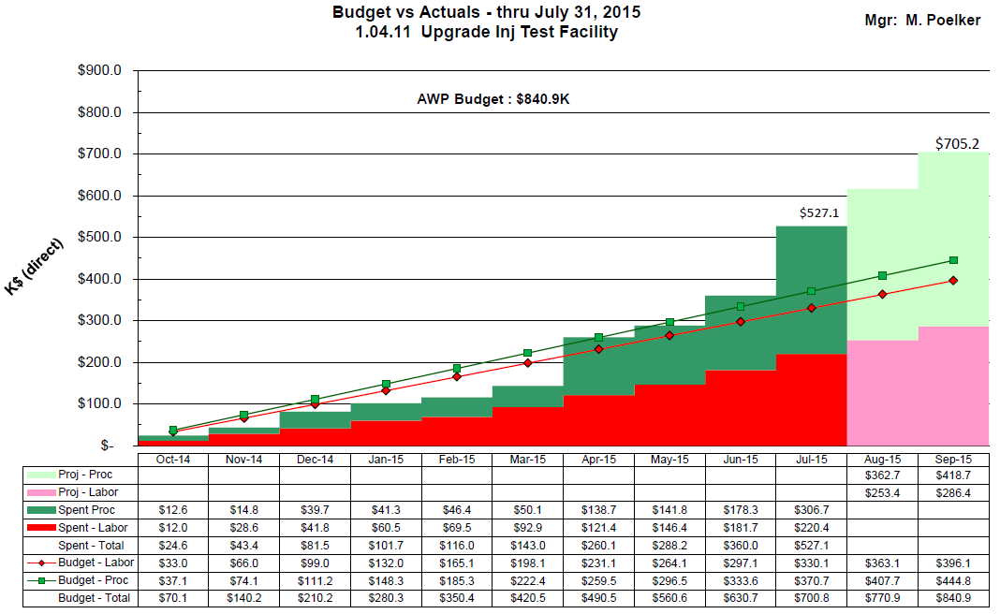 Budget vs Actuals - thru July 31, 2015
1.04.11  Upgrade Inj Test Facility
Mgr:  M. Poelker
$900.0
AWP Budget : $840.9K
$800.0
$700.0
$705.2
$600.0
$527.1
$500.0
K$ (direct)
$400.0
$300.0
$200.0
$100.0
$-
Oct-14 Nov-14 Dec-14 Jan-15 Feb-15 Mar-15 Apr-15 May-15 Jun-15 Jul-15 Aug-15 Sep-15
Proj - Proc $362.7 $418.7
Proj - Labor $253.4 $286.4
Spent Proc $12.6 $14.8 $39.7 $41.3 $46.4 $50.1 $138.7 $141.8 $178.3 $306.7
Spent - Labor $12.0 $28.6 $41.8 $60.5 $69.5 $92.9 $121.4 $146.4 $181.7 $220.4
Spent - Total $24.6 $43.4 $81.5 $101.7 $116.0 $143.0 $260.1 $288.2 $360.0 $527.1
Budget - Labor $33.0 $66.0 $99.0 $132.0 $165.1 $198.1 $231.1 $264.1 $297.1 $330.1 $363.1 $396.1
Budget - Proc $37.1 $74.1 $111.2 $148.3 $185.3 $222.4 $259.5 $296.5 $333.6 $370.7 $407.7 $444.8
Budget - Total $70.1 $140.2 $210.2 $280.3 $350.4 $420.5 $490.5 $560.6 $630.7 $700.8 $770.9 $840.9